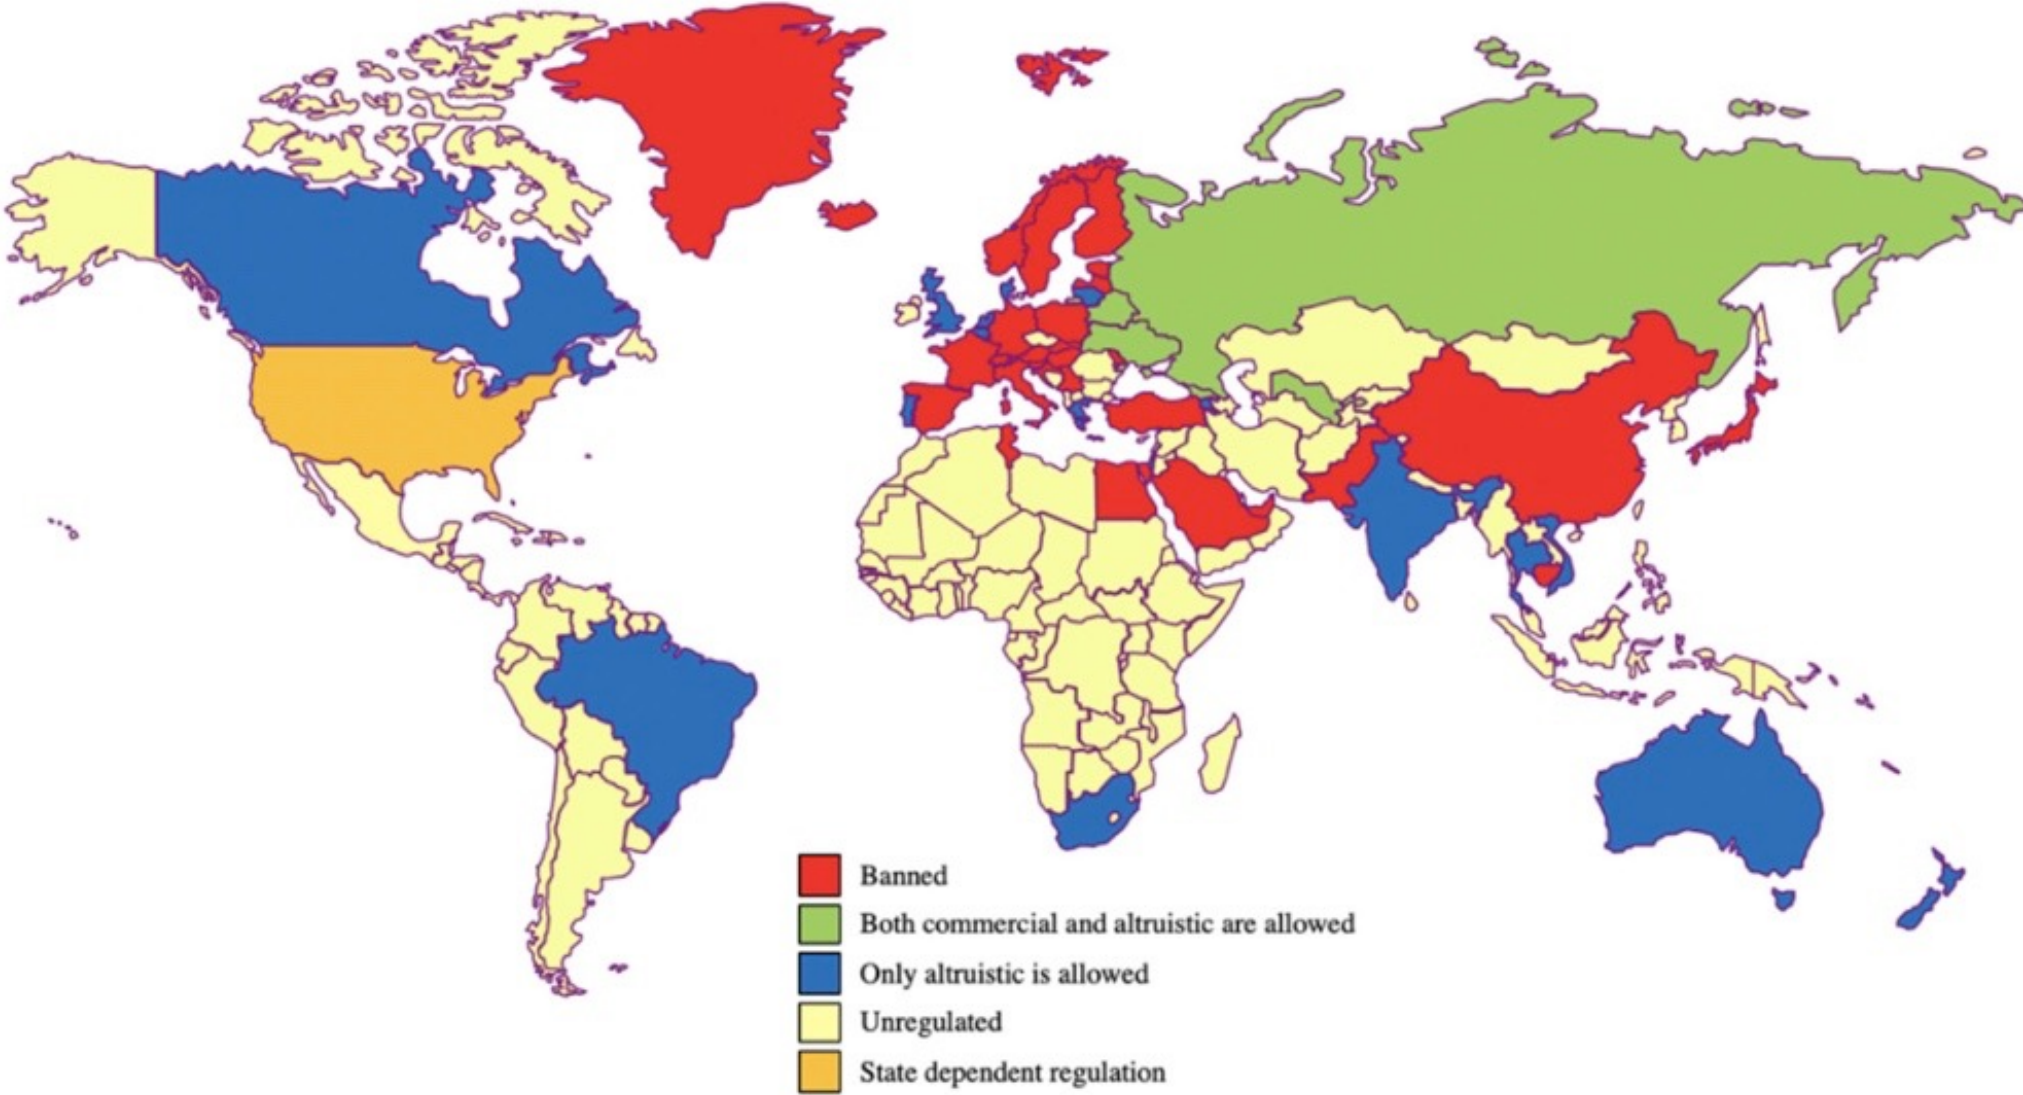 Banned
Both commercial and altruistic are allowed
Only altruistic is allowed
Unregulated
State dependent regulation